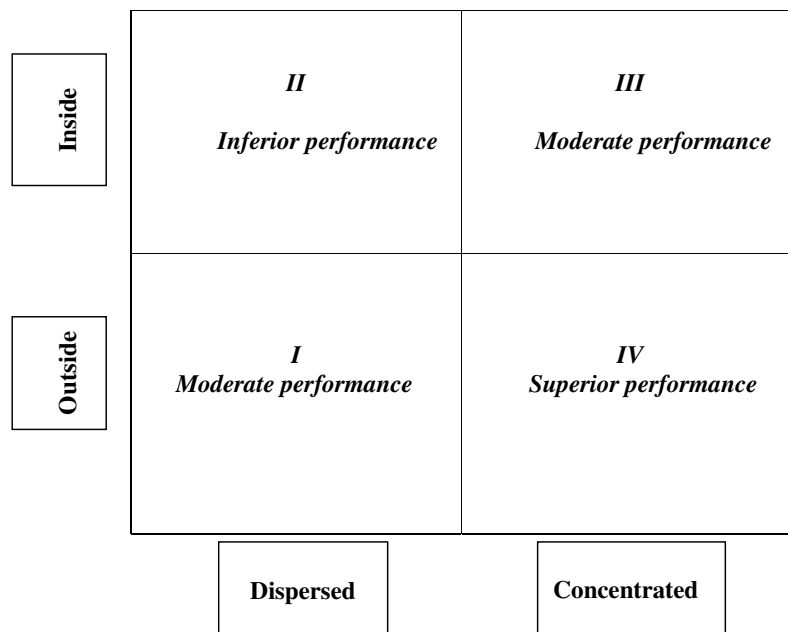 Inside
II
III
Inferior performance
Moderate performance
Outside
I
IV
Moderate performance
Superior performance
Dispersed
Concentrated